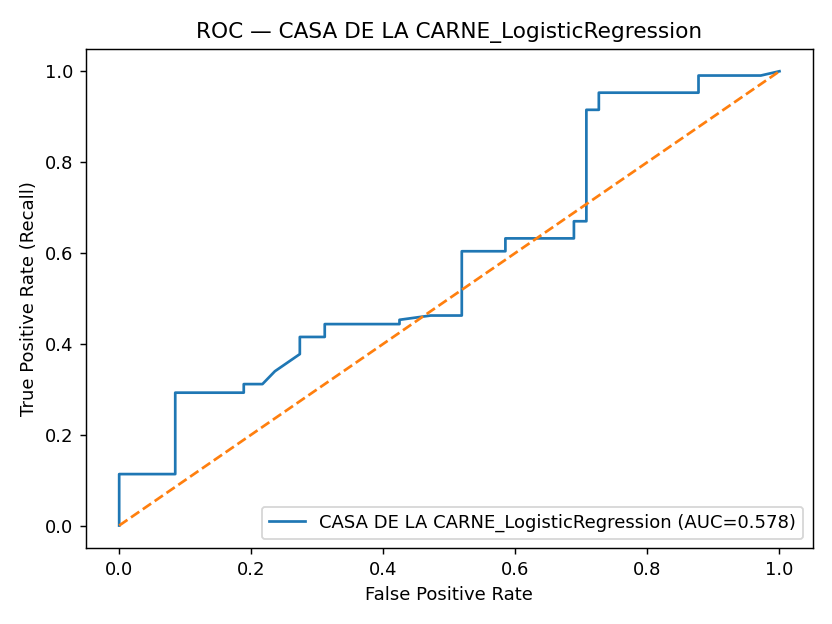 ROC — CASA DE LA CARNE_LogisticRegression
True Positive Rate (Recall)
1.0
0.8
0.6
0.4
0.2
0.0
CASA DE LA CARNE_LogisticRegression (AUC=0.578)
0.0 0.2 0.4 0.6 0.8 1.0
False Positive Rate